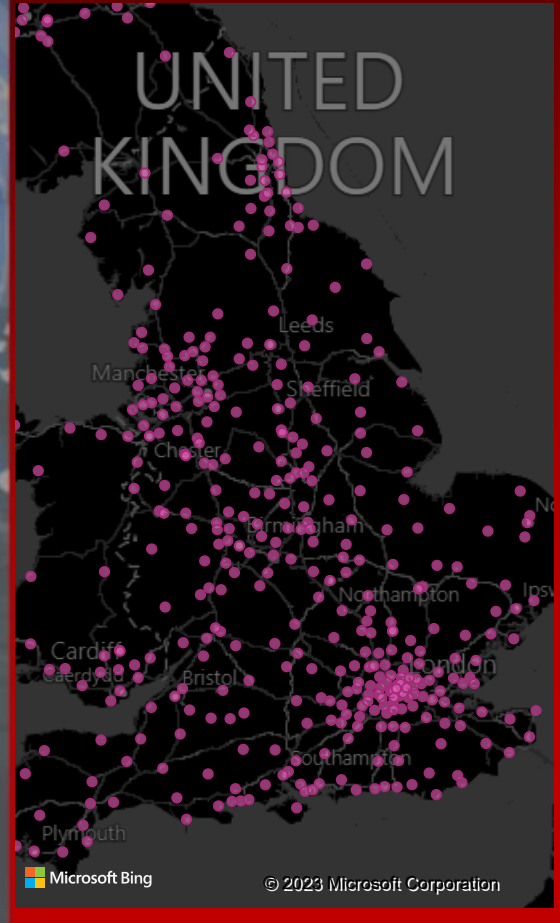 UNITED
KINGDOM
Leeds
Manchester
Sheffield
Chester
Birmingham
Northampton
Cardiff
Caerdydd
London
Bristol
Southampton
Plymouth
Microsoft Bing
© 2023 Microsoft Corporation